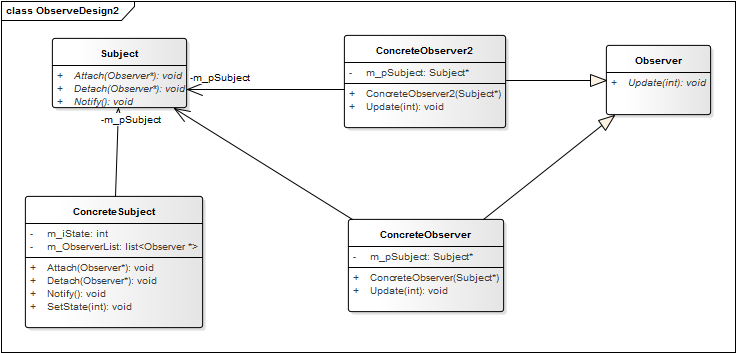 class ObserveDesign2
Subject
+ Attach(Observer*): void
+ Detach(Observer*): void
+ Notify(): void
-m_pSubject
ConcreteObserver2
- m_pSubject: Subject*
+ ConcreteObserver2(Subject*)
+ Update(int): void
Observer
+ Update(int): void
-m_pSubject
ConcreteSubject
- m_iState: int
- m_ObserverList: list<Observer *>
+ Attach(Observer*): void
+ Detach(Observer*): void
+ Notify(): void
+ SetState(int): void
ConcreteObserver
- m_pSubject: Subject*
+ ConcreteObserver(Subject*)
+ Update(int): void